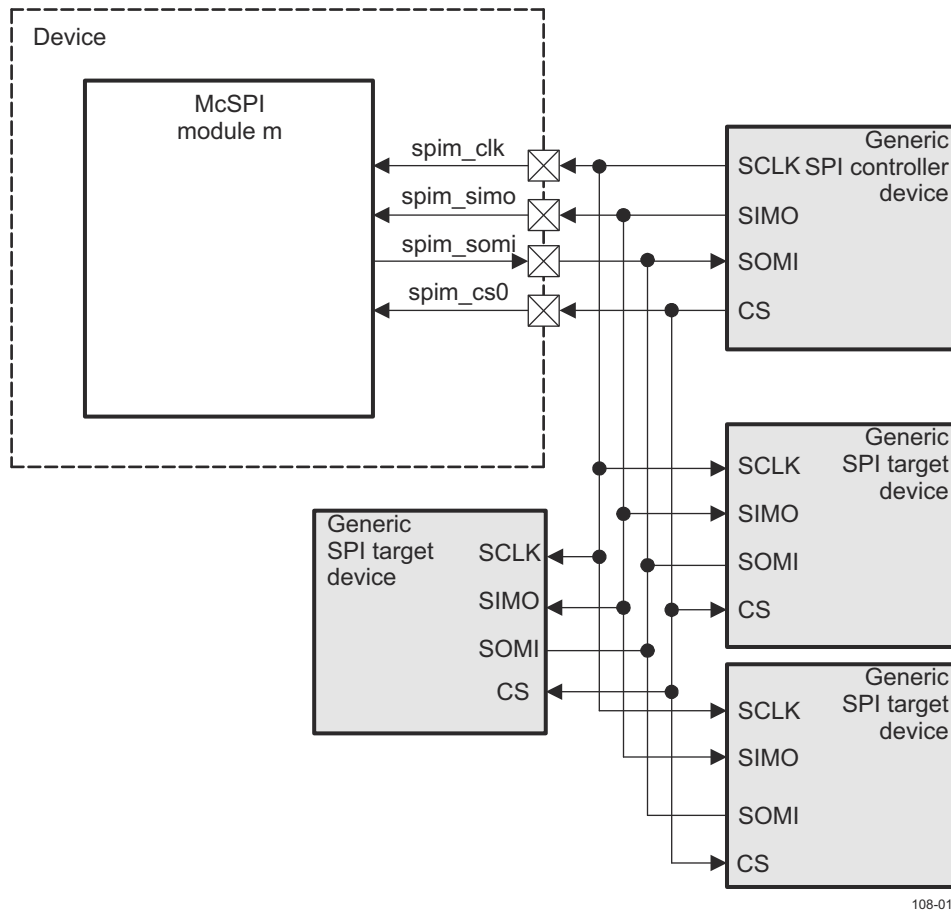 Device
McSPI
module m
spim_clk
spim_simo
spim_somi
spim_cs0
Generic
SCLK SPI controller
device
SIMO
SOMI
CS
Generic
SCLK SPI target
device
SIMO
SOMI
CS
Generic
SPI target
device
SCLK
SIMO
SOMI
CS
Generic
SPI target
SCLK
device
SIMO
SOMI
CS
108-01